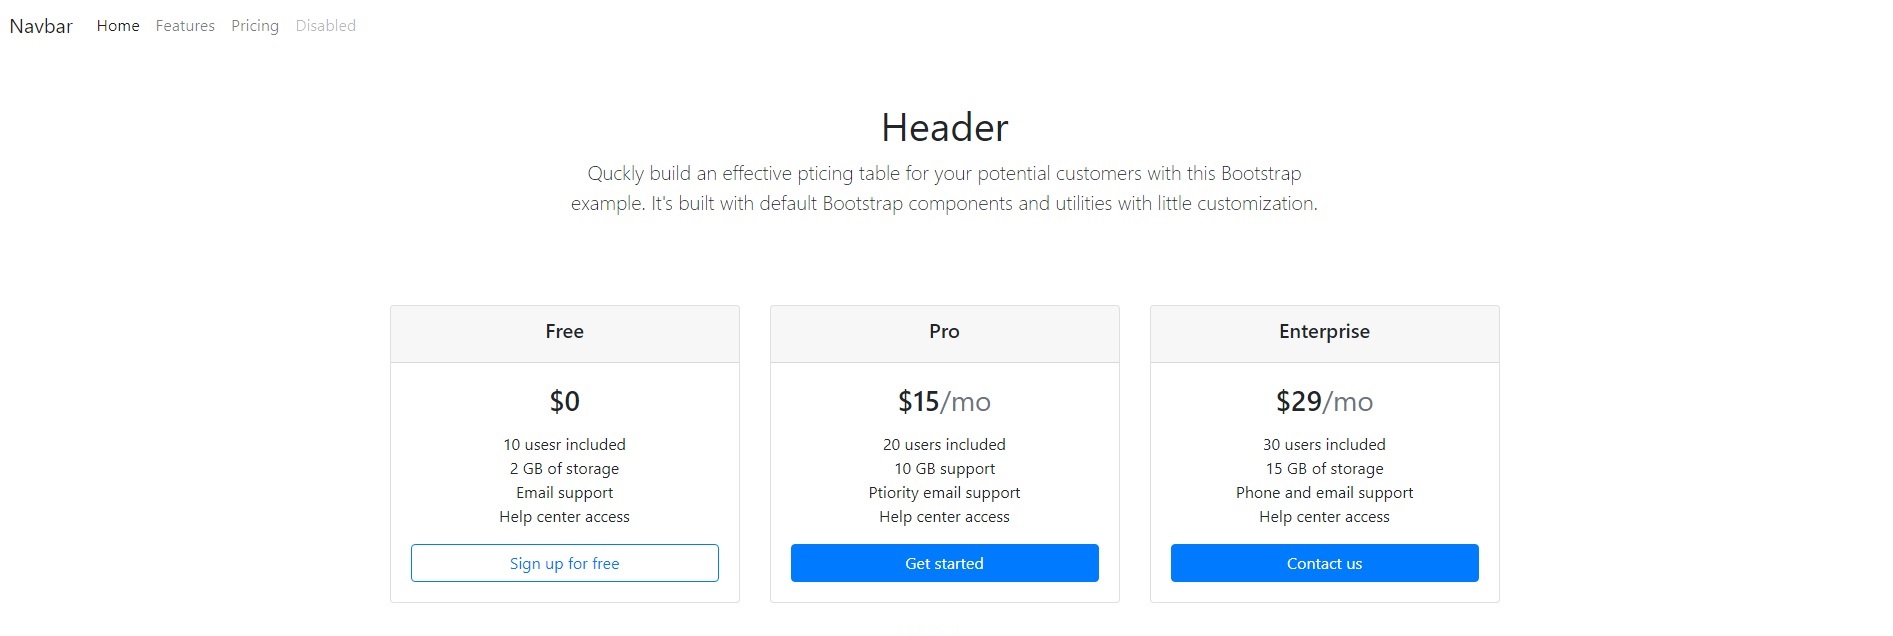 Navbar Home Features Pricing Disabled
Header
Quckly build an effective pticing table for your potential customers with this Bootstrap
example. It's built with default Bootstrap components and utilities with little customization.
Free
$0
10 usesr included
2 GB of storage
Email support
Help center access
Sign up for free
Pro
$15/mo
20 users included
10 GB support
Ptiority email support
Help center access
Get started
Enterprise
$29/mo
30 users included
15 GB of storage
Phone and email support
Help center access
Contact us